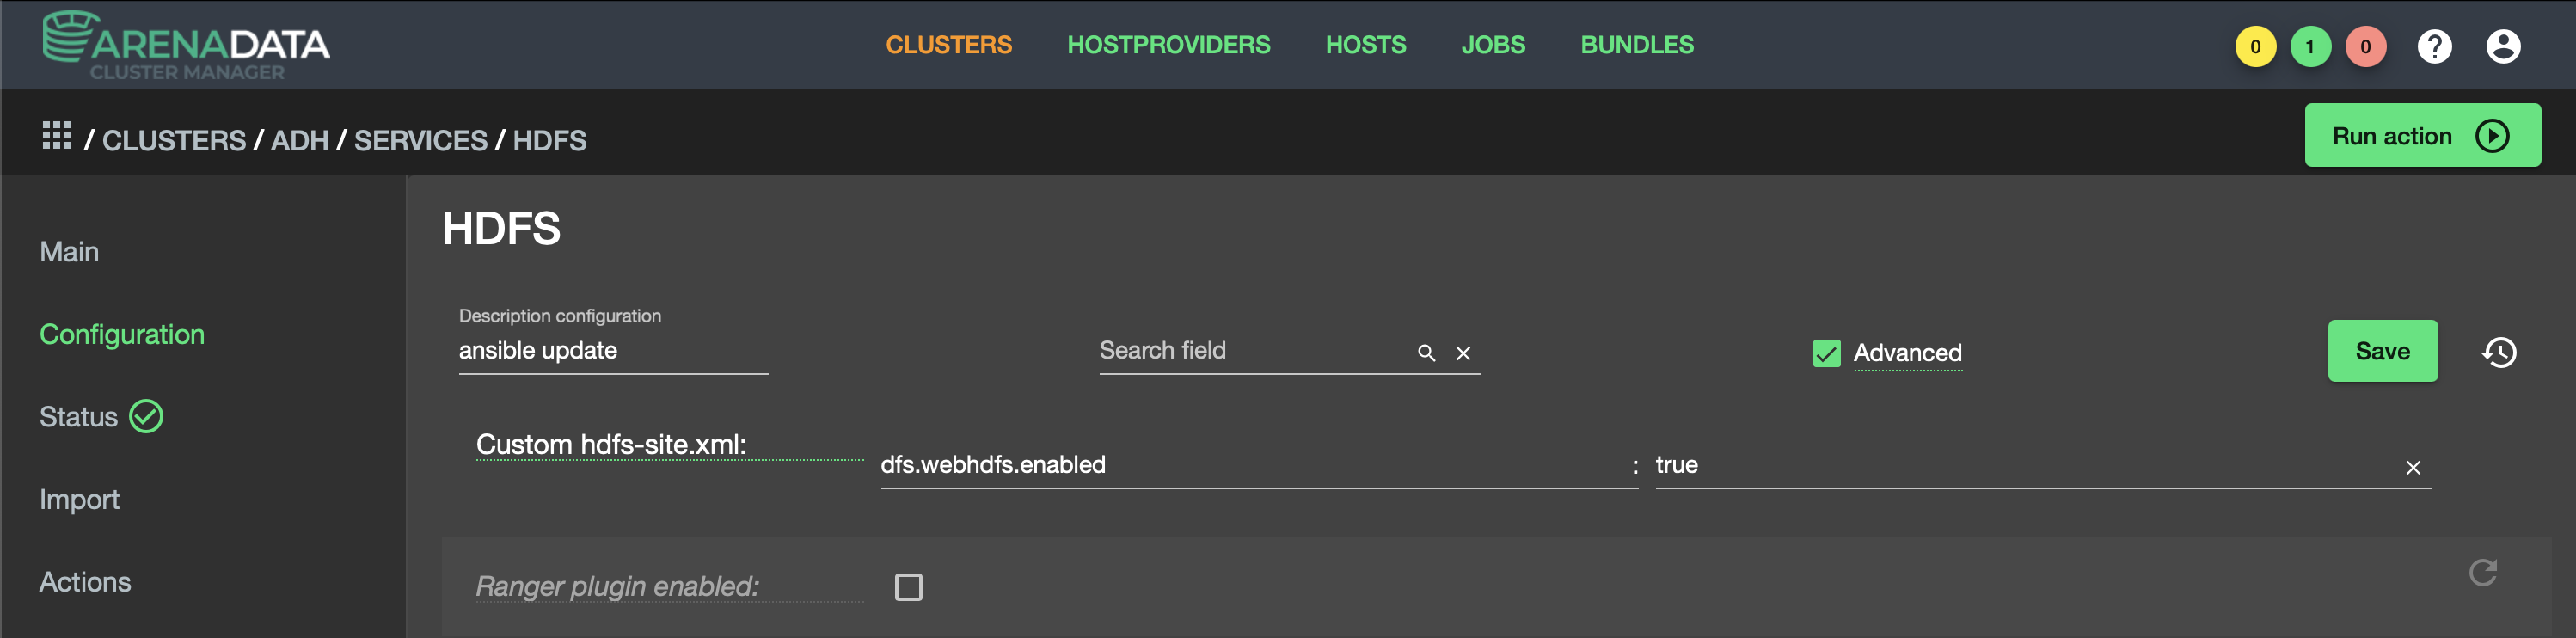 ARENADATA
CLUSTER MANAGER
CLUSTERS HOSTPROVIDERS HOSTS JOBS BUNDLES
0 1 0 ?
/ CLUSTERS / ADH / SERVICES / HDFS
Run action
Main
Configuration
Status
Import
Actions
HDFS
Description configuration
ansible update
Search field
Advanced
Save
Custom hdfs-site.xml:
dfs.webhdfs.enabled : true
Ranger plugin enabled: